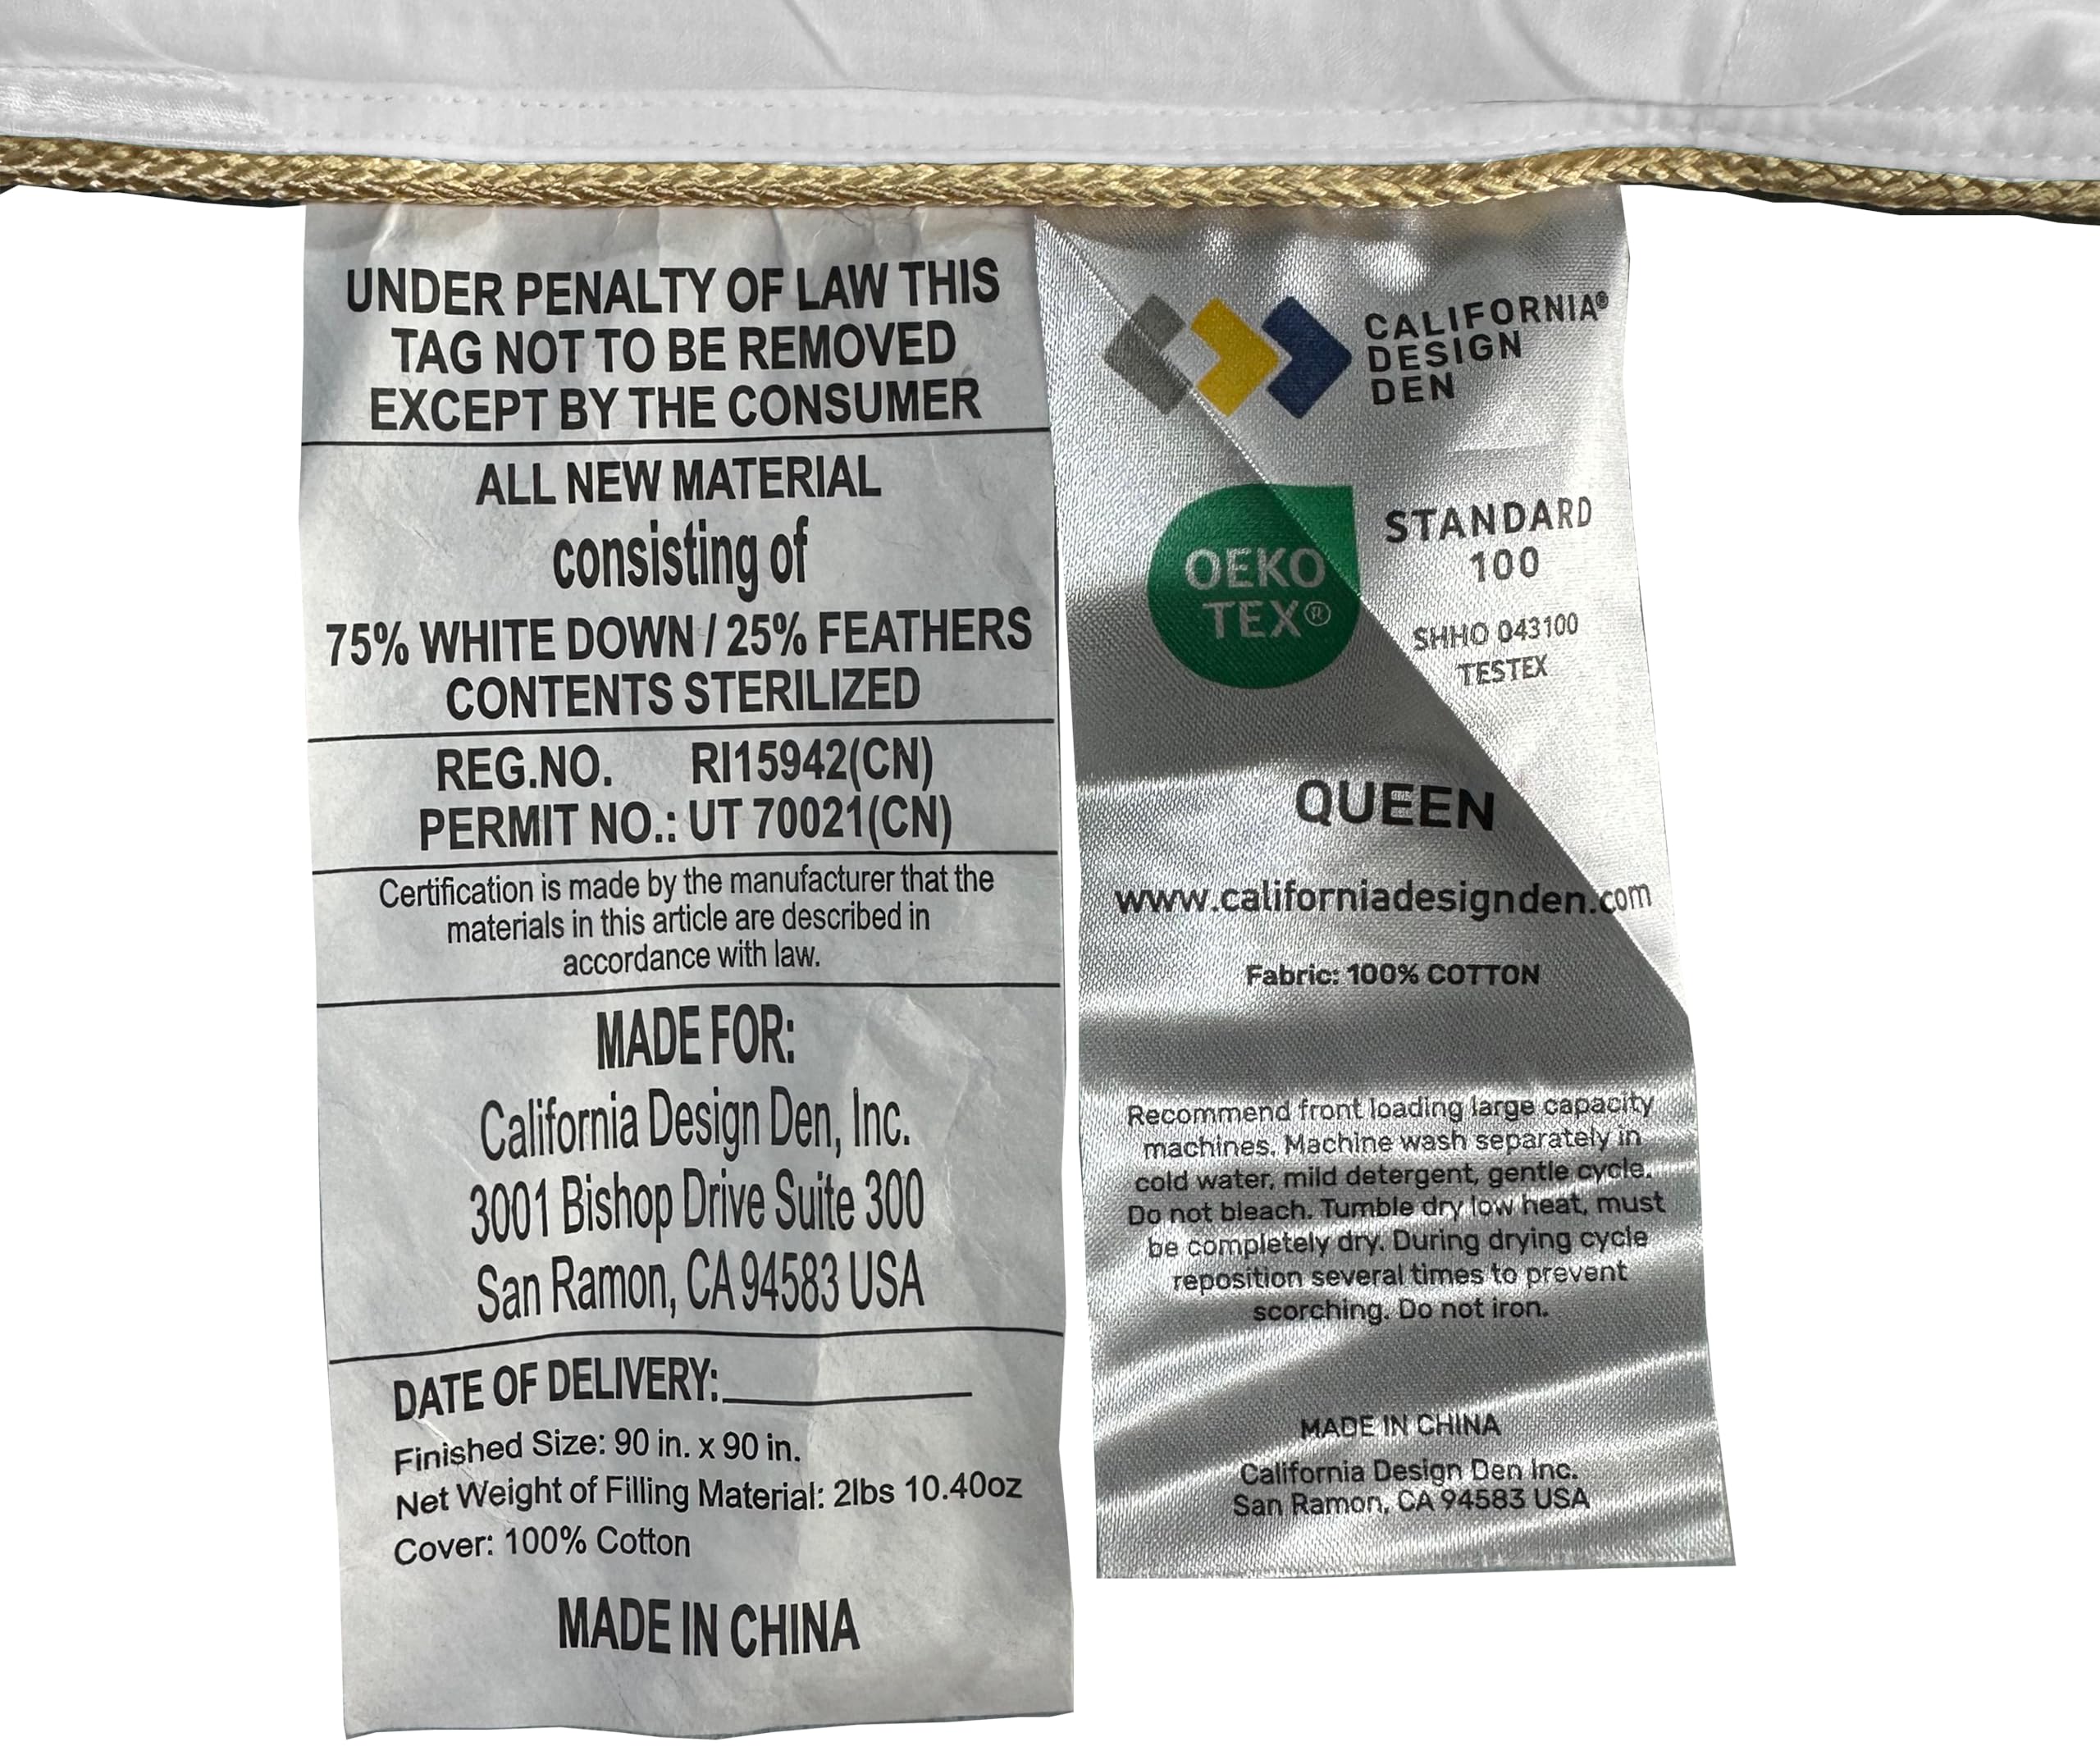 UNDER PENALTY OF LAW THIS
TAG NOT TO BE REMOVED
EXCEPT BY THE CONSUMER
ALL NEW MATERIAL
consisting of
75% WHITE DOWN / 25% FEATHERS
CONTENTS STERILIZED
REG.NO. RI15942(CN)
PERMIT NO.: UT 70021(CN)
Certification is made by the manufacturer that the
materials in this article are described in
accordance with law.
MADE FOR:
California Design Den, Inc.
3001 Bishop Drive Suite 300
San Ramon, CA 94583 USA
DATE OF DELIVERY:__________
Finished Size: 90 in. x 90 in.
Net Weight of Filling Material: 2lbs 10.40oz
Cover: 100% Cotton
MADE IN CHINA
CALIFORNIA®
DESIGN
DEN
OEKO
TEX®
STANDARD
100
SHHO 043100
TESTEX
QUEEN
www.californiadesignden.com
Fabric: 100% COTTON
Recommend front loading large capacity
machines. Machine wash separately in
cold water, mild detergent, gentle cycle.
Do not bleach. Tumble dry low heat, must
be completely dry. During drying cycle
reposition several times to prevent
scorching. Do not iron.
MADE IN CHINA
California Design Den Inc.
San Ramon, CA 94583 USA